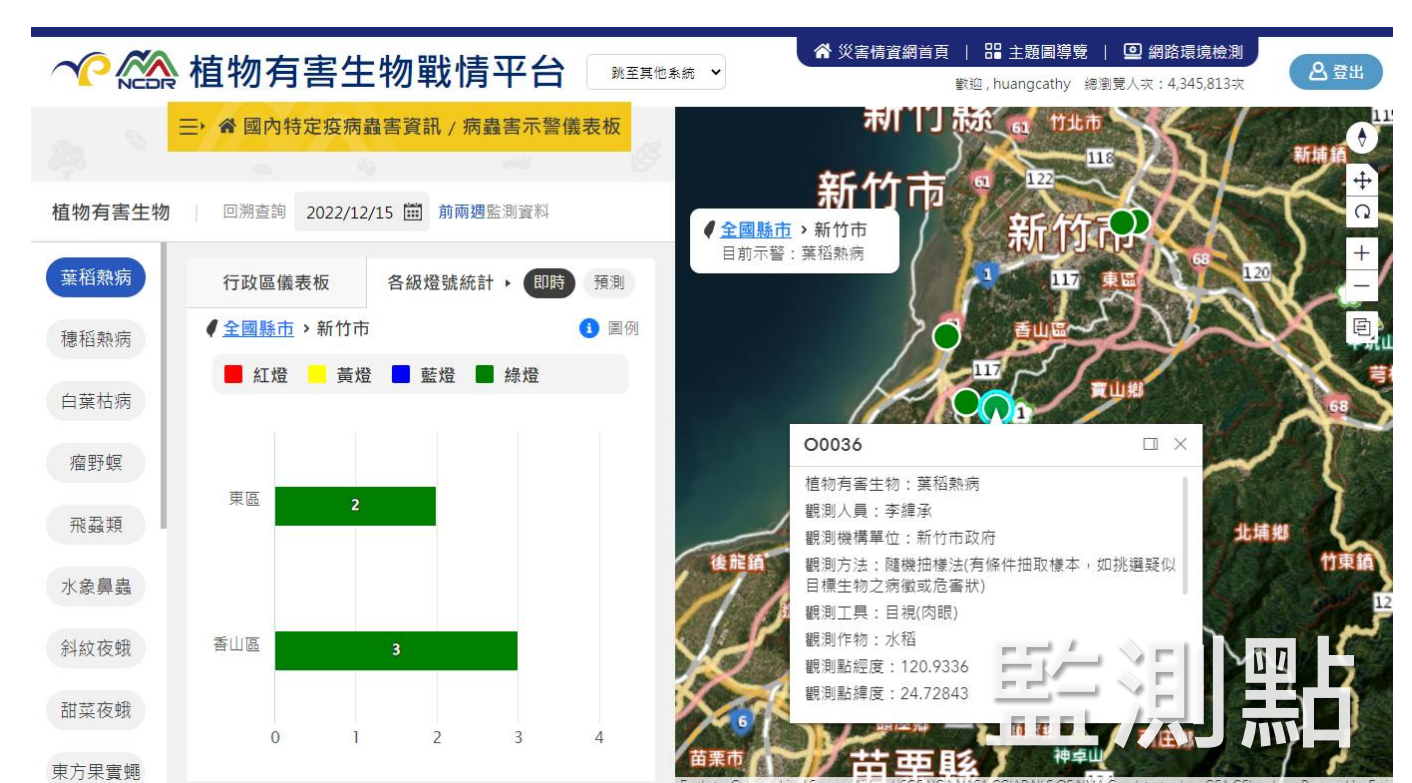 災害情資網首頁 | 主題圖導覽 | 網路環境檢測
NCDR 植物有害生物戰情平台 跳至其他系統
歡迎 , huangcathy 總瀏覽人次:4,345,813次
登出
國內特定疫病蟲害資訊 / 病蟲害示警儀表板
植物有害生物 | 回溯查詢 2022/12/15 前兩週監測資料
葉稻熱病
穗稻熱病
白葉枯病
瘤野螟
飛蝨類
水象鼻蟲
斜紋夜蛾
甜菜夜蛾
東方果實蠅
行政區儀表板 各級燈號統計 即時 預測
全國縣市 › 新竹市 圖例
紅燈 黃燈 藍燈 綠燈
東區 2
香山區 3
0 1 2 3 4
全國縣市 › 新竹市
目前示警:葉稻熱病
新竹縣
61
竹北市
118
新埔鎮
新竹市
61
122
新竹市
68
1
117
東區
120
香山區
117
寶山鄉
1
68
北埔鄉
後龍鎮
竹東鎮
6
苗栗市
苗栗縣
神卓山
O0036
植物有害生物:葉稻熱病
觀測人員:李緯承
觀測機構單位:新竹市政府
觀測方法:隨機抽樣法(有條件抽取樣本,如挑選疑似
目標生物之病徵或危害狀)
觀測工具:目視(肉眼)
觀測作物:水稻
觀測點經度:120.9336
觀測點緯度:24.72843
監測點